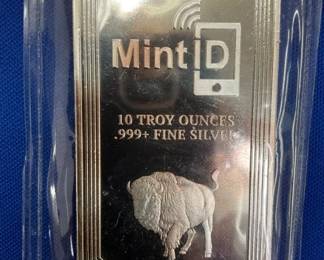 MintID
10 TROY OUNCES
.999+ FINE SILVER